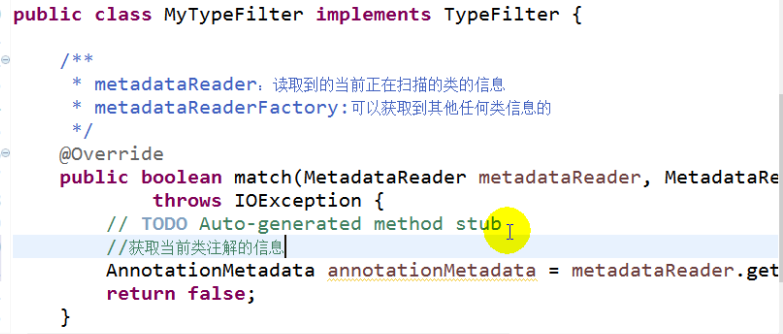 public class MyTypeFilter implements TypeFilter {
/**
* metadataReader：读取到的当前正在扫描的类的信息
* metadataReaderFactory:可以获取到其他任何类信息的
*/
@Override
public boolean match(MetadataReader metadataReader, MetadataRe
throws IOException {
// TODO Auto-generated method stub
//获取当前类注解的信息
AnnotationMetadata annotationMetadata = metadataReader.get
return false;
}